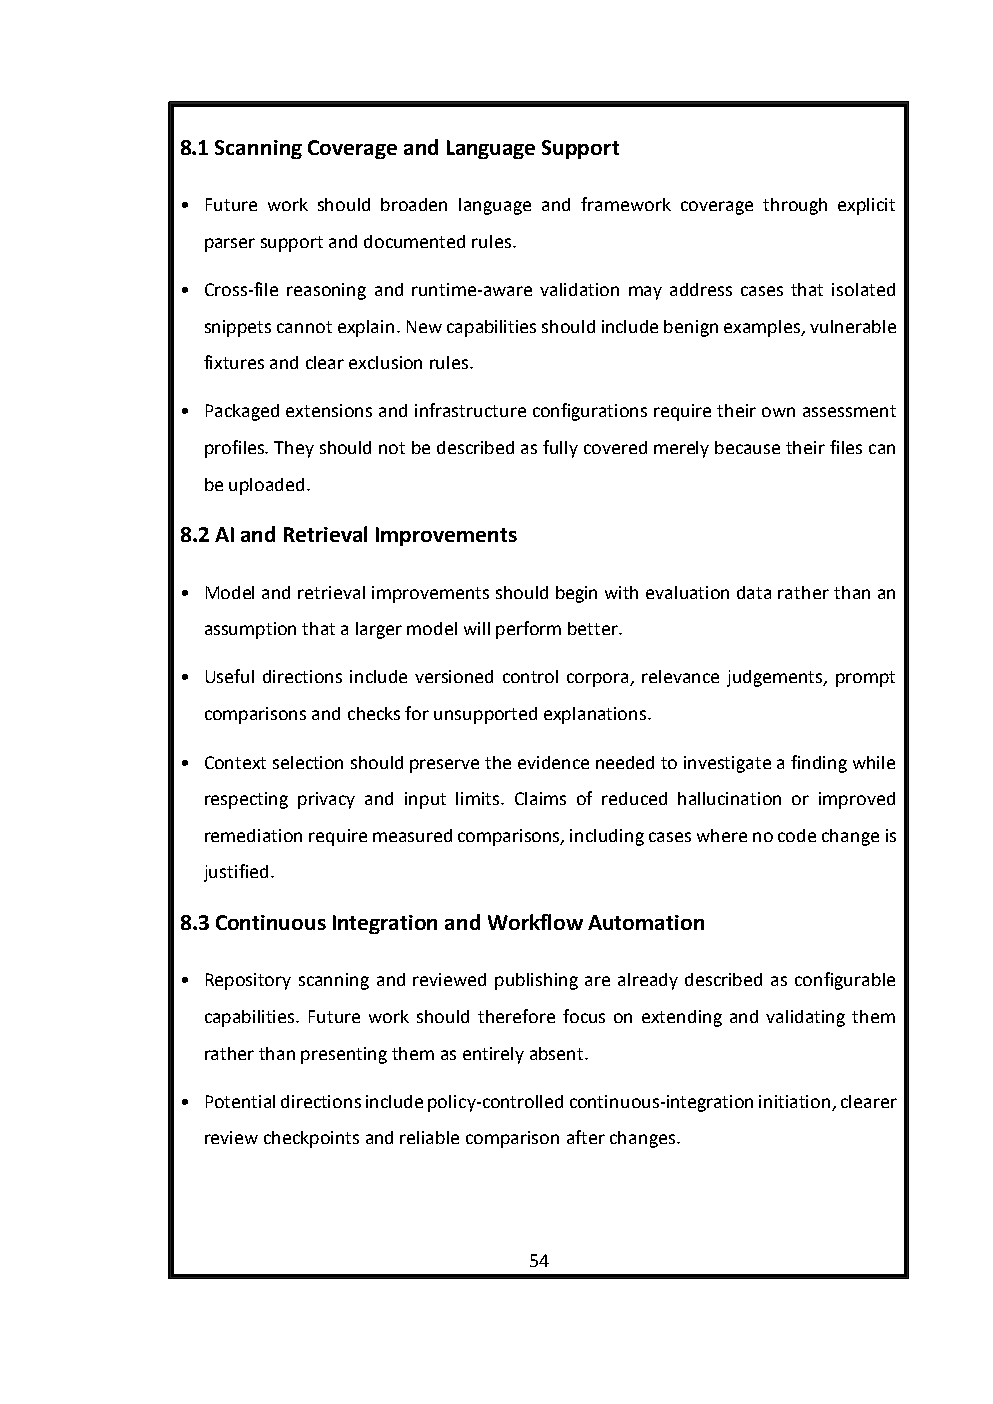 8.1 Scanning Coverage and Language Support
• Future work should broaden language and framework coverage through explicit
parser support and documented rules.
• Cross-file reasoning and runtime-aware validation may address cases that isolated
snippets cannot explain. New capabilities should include benign examples, vulnerable
fixtures and clear exclusion rules.
• Packaged extensions and infrastructure configurations require their own assessment
profiles. They should not be described as fully covered merely because their files can
be uploaded.
8.2 AI and Retrieval Improvements
• Model and retrieval improvements should begin with evaluation data rather than an
assumption that a larger model will perform better.
• Useful directions include versioned control corpora, relevance judgements, prompt
comparisons and checks for unsupported explanations.
• Context selection should preserve the evidence needed to investigate a finding while
respecting privacy and input limits. Claims of reduced hallucination or improved
remediation require measured comparisons, including cases where no code change is
justified.
8.3 Continuous Integration and Workflow Automation
• Repository scanning and reviewed publishing are already described as configurable
capabilities. Future work should therefore focus on extending and validating them
rather than presenting them as entirely absent.
• Potential directions include policy-controlled continuous-integration initiation, clearer
review checkpoints and reliable comparison after changes.
54